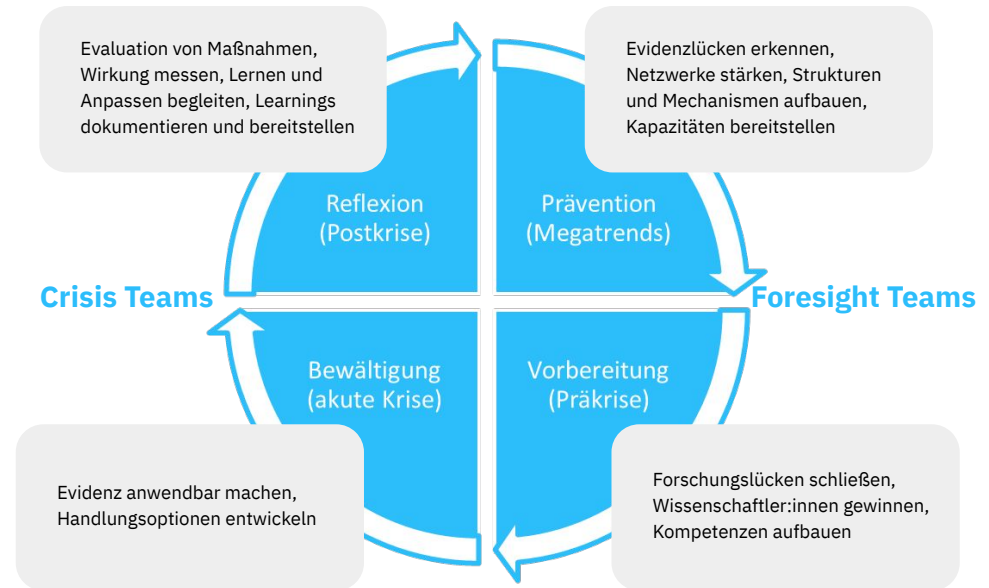 Evaluation von Maßnahmen,
Wirkung messen, Lernen und
Anpassen begleiten, Learnings
dokumentieren und bereitstellen
Evidenzlücken erkennen,
Netzwerke stärken, Strukturen
und Mechanismen aufbauen,
Kapazitäten bereitstellen
Reflexion
(Postkrise)
Prävention
(Megatrends)
Crisis Teams
Foresight Teams
Bewältigung
(akute Krise)
Vorbereitung
(Präkrise)
Evidenz anwendbar machen,
Handlungsoptionen entwickeln
Forschungslücken schließen,
Wissenschaftler:innen gewinnen,
Kompetenzen aufbauen